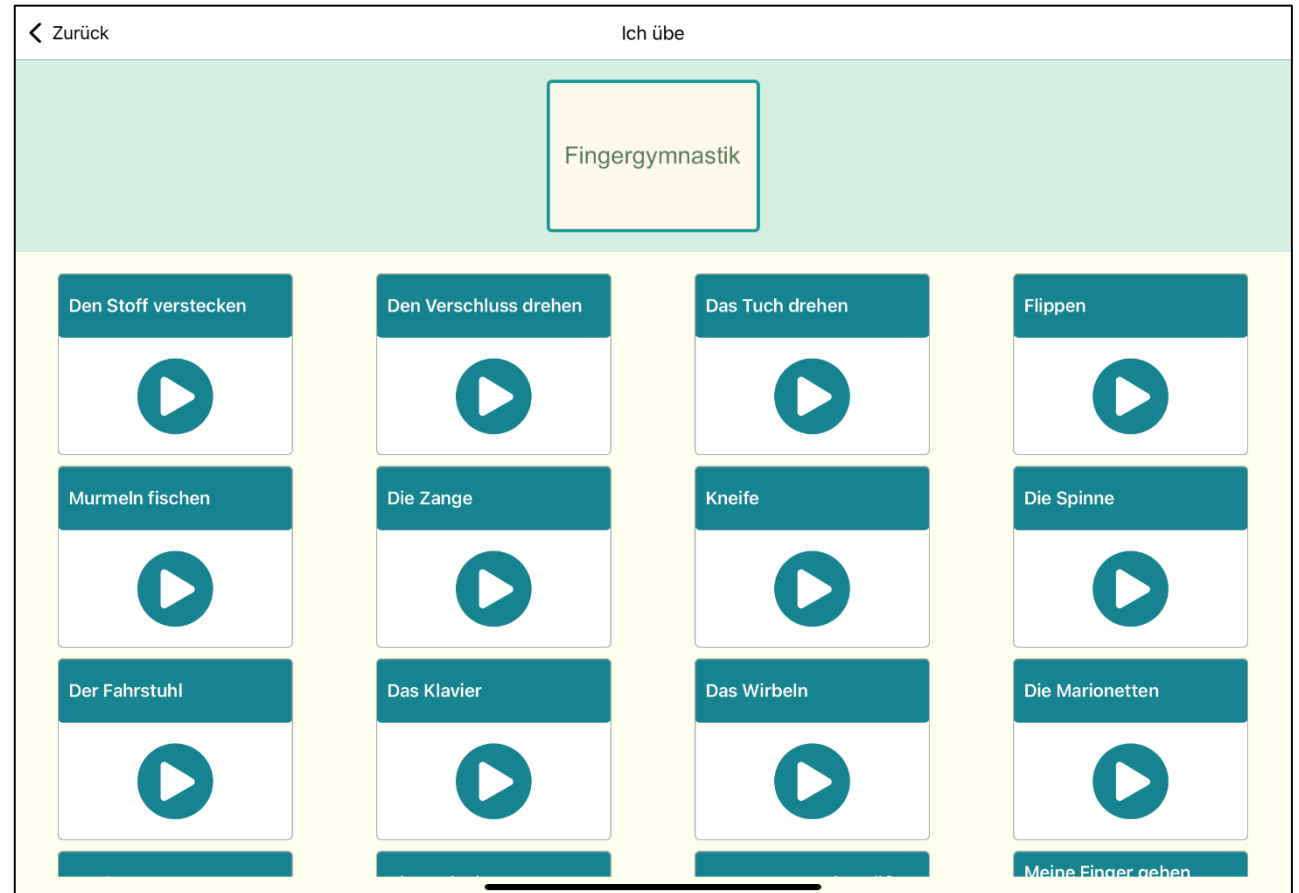 Zurück
Ich übe
Fingergymnastik
Den Stoff verstecken
Den Verschluss drehen
Das Tuch drehen
Flippen
Murmeln fischen
Die Zange
Kneife
Die Spinne
Der Fahrstuhl
Das Klavier
Das Wirbeln
Die Marionetten
Meine Finger gehen